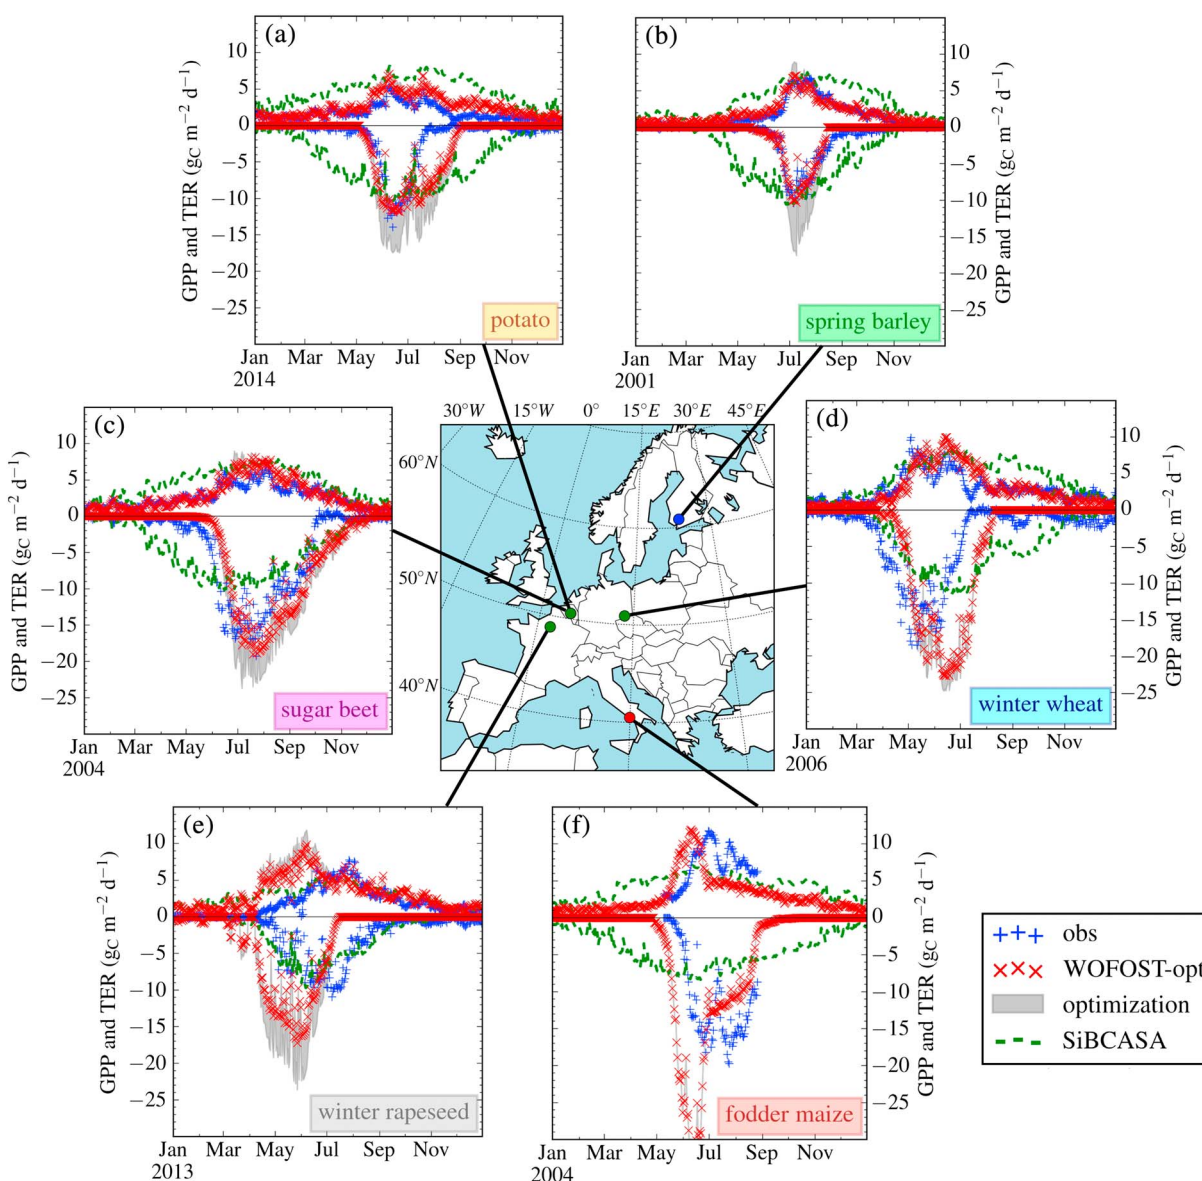 (a)
GPP and TER (gC m−2 d−1)
10
5
0
−5
−10
−15
−20
−25
potato
Jan Mar May Jul Sep Nov
2014
(b)
10
5
0
−5
−10
−15
−20
−25
GPP and TER (gC m−2 d−1)
spring barley
Jan Mar May Jul Sep Nov
2001
(c)
GPP and TER (gC m−2 d−1)
10
5
0
−5
−10
−15
−20
−25
sugar beet
Jan Mar May Jul Sep Nov
2004
30°W 15°W 0° 15°E 30°E 45°E
60°N
50°N
40°N
(d)
10
5
0
−5
−10
−15
−20
−25
GPP and TER (gC m−2 d−1)
winter wheat
Jan Mar May Jul Sep Nov
2006
(e)
GPP and TER (gC m−2 d−1)
10
5
0
−5
−10
−15
−20
−25
winter rapeseed
Jan Mar May Jul Sep Nov
2013
(f)
10
5
0
−5
−10
−15
−20
−25
GPP and TER (gC m−2 d−1)
fodder maize
Jan Mar May Jul Sep Nov
2004
obs
WOFOST-opt
optimization
SiBCASA